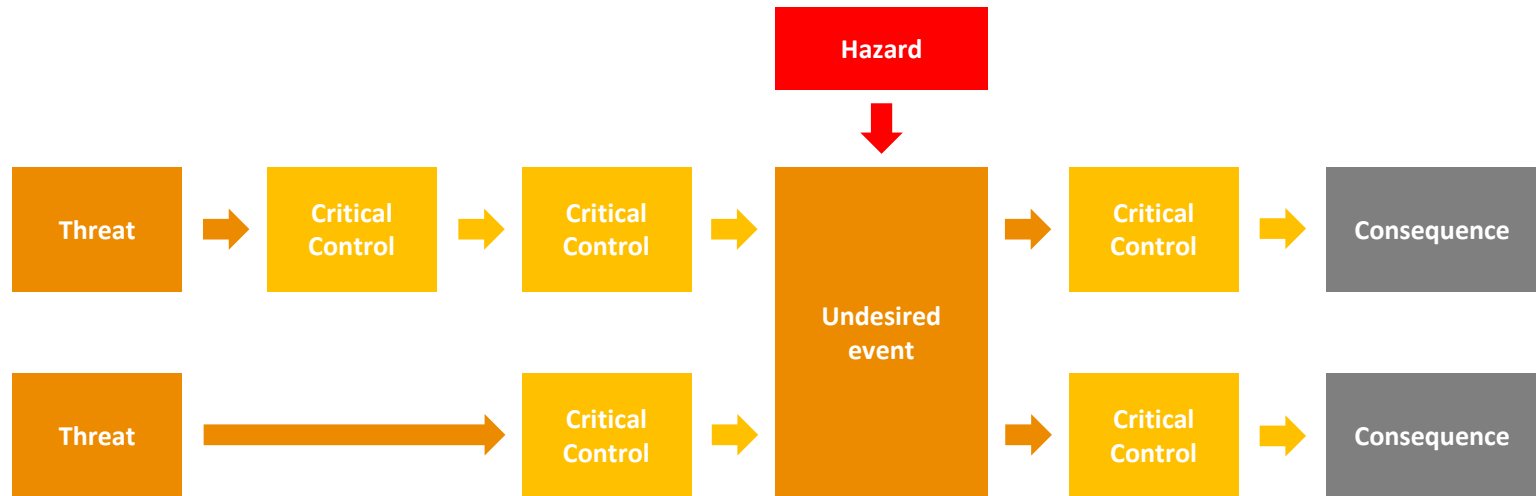 Hazard
Threat
Critical
Control
Critical
Control
Undesired
event
Critical
Control
Consequence
Threat
Critical
Control
Critical
Control
Consequence